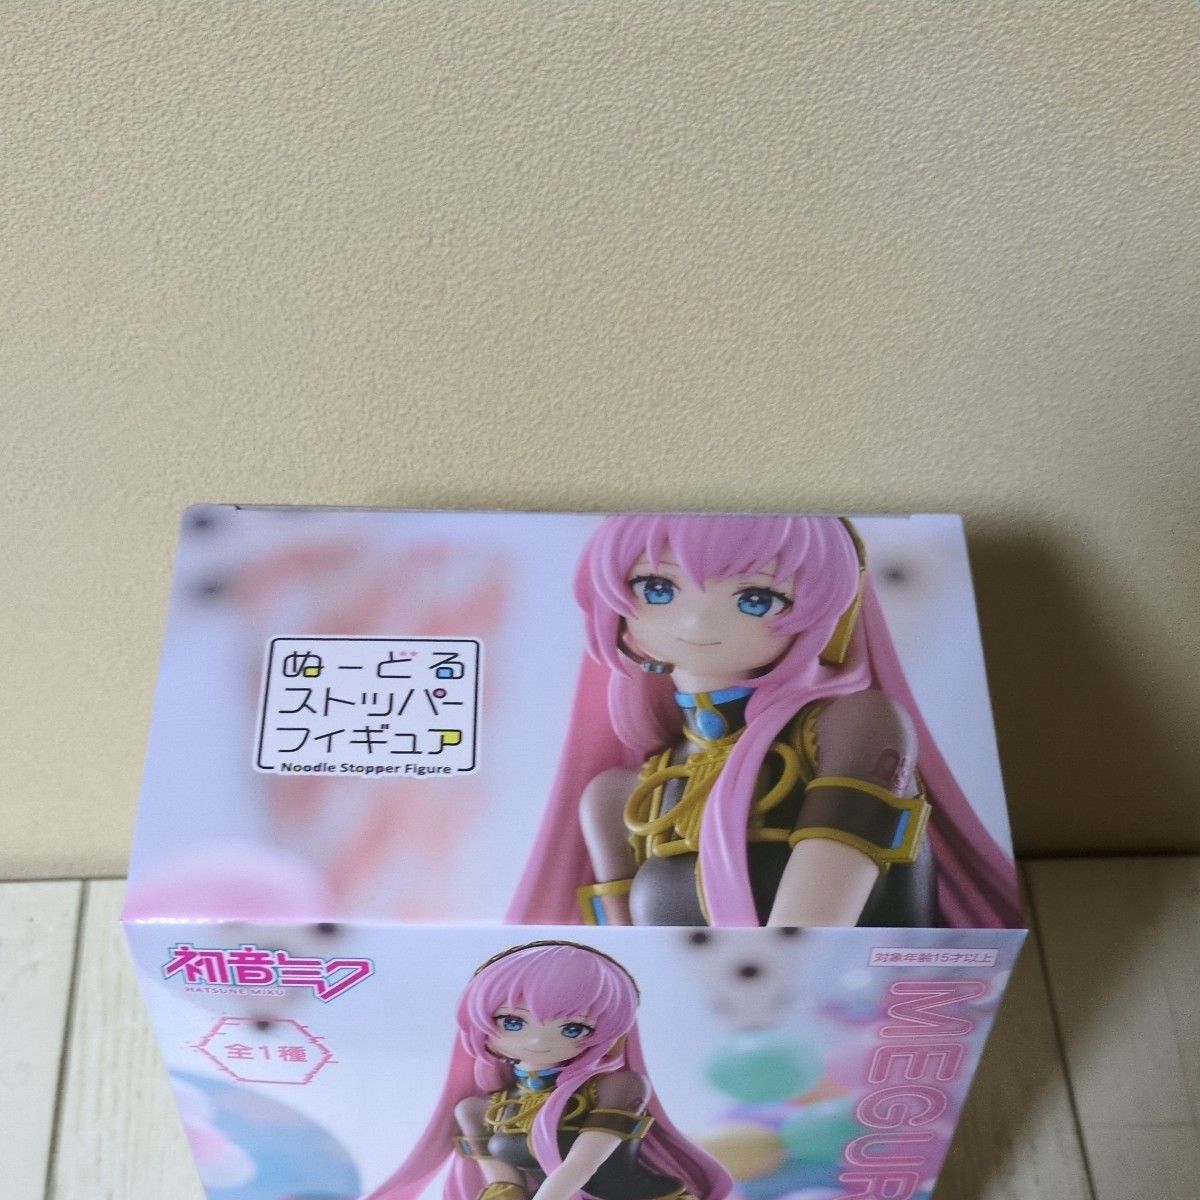 ぬーどる
ストッパー
フィギュア
Noodle Stopper Figure
初音ミク
HATSUNE MIKU
対象年齢15才以上
全1種
MEGUR